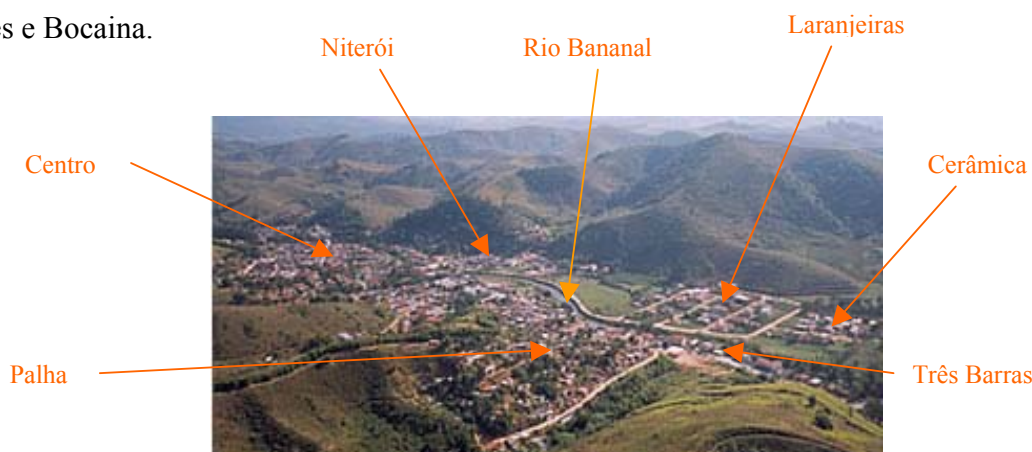 es e Bocaina.
Laranjeiras
Niterói
Rio Bananal
Centro
Cerâmica
Palha
Três Barras